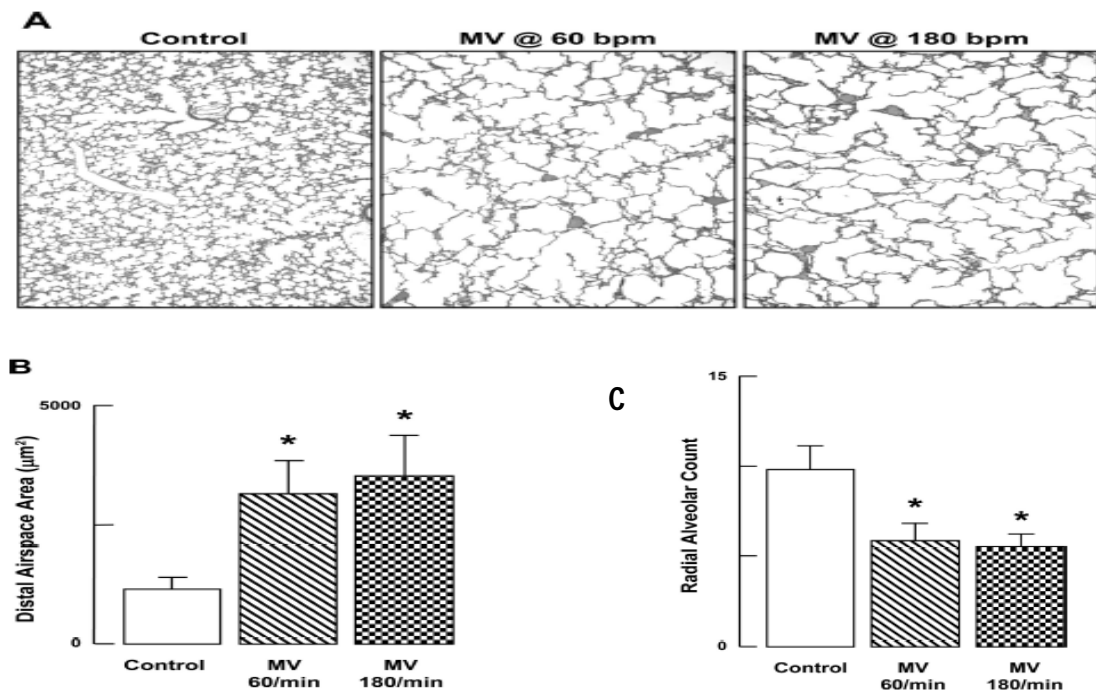 A
Control MV @ 60 bpm MV @ 180 bpm
B
5000
Distal Airspace Area (μm²)
* *
0
Control MV 60/min MV 180/min
C
15
Radial Alveolar Count
* *
0
Control MV 60/min MV 180/min